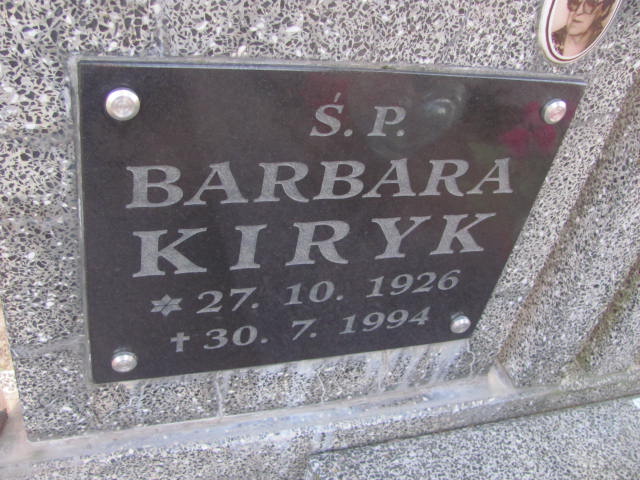 Ś. P.
BARBARA
KIRYK
✶ 27. 10. 1926
✝ 30. 7. 1994